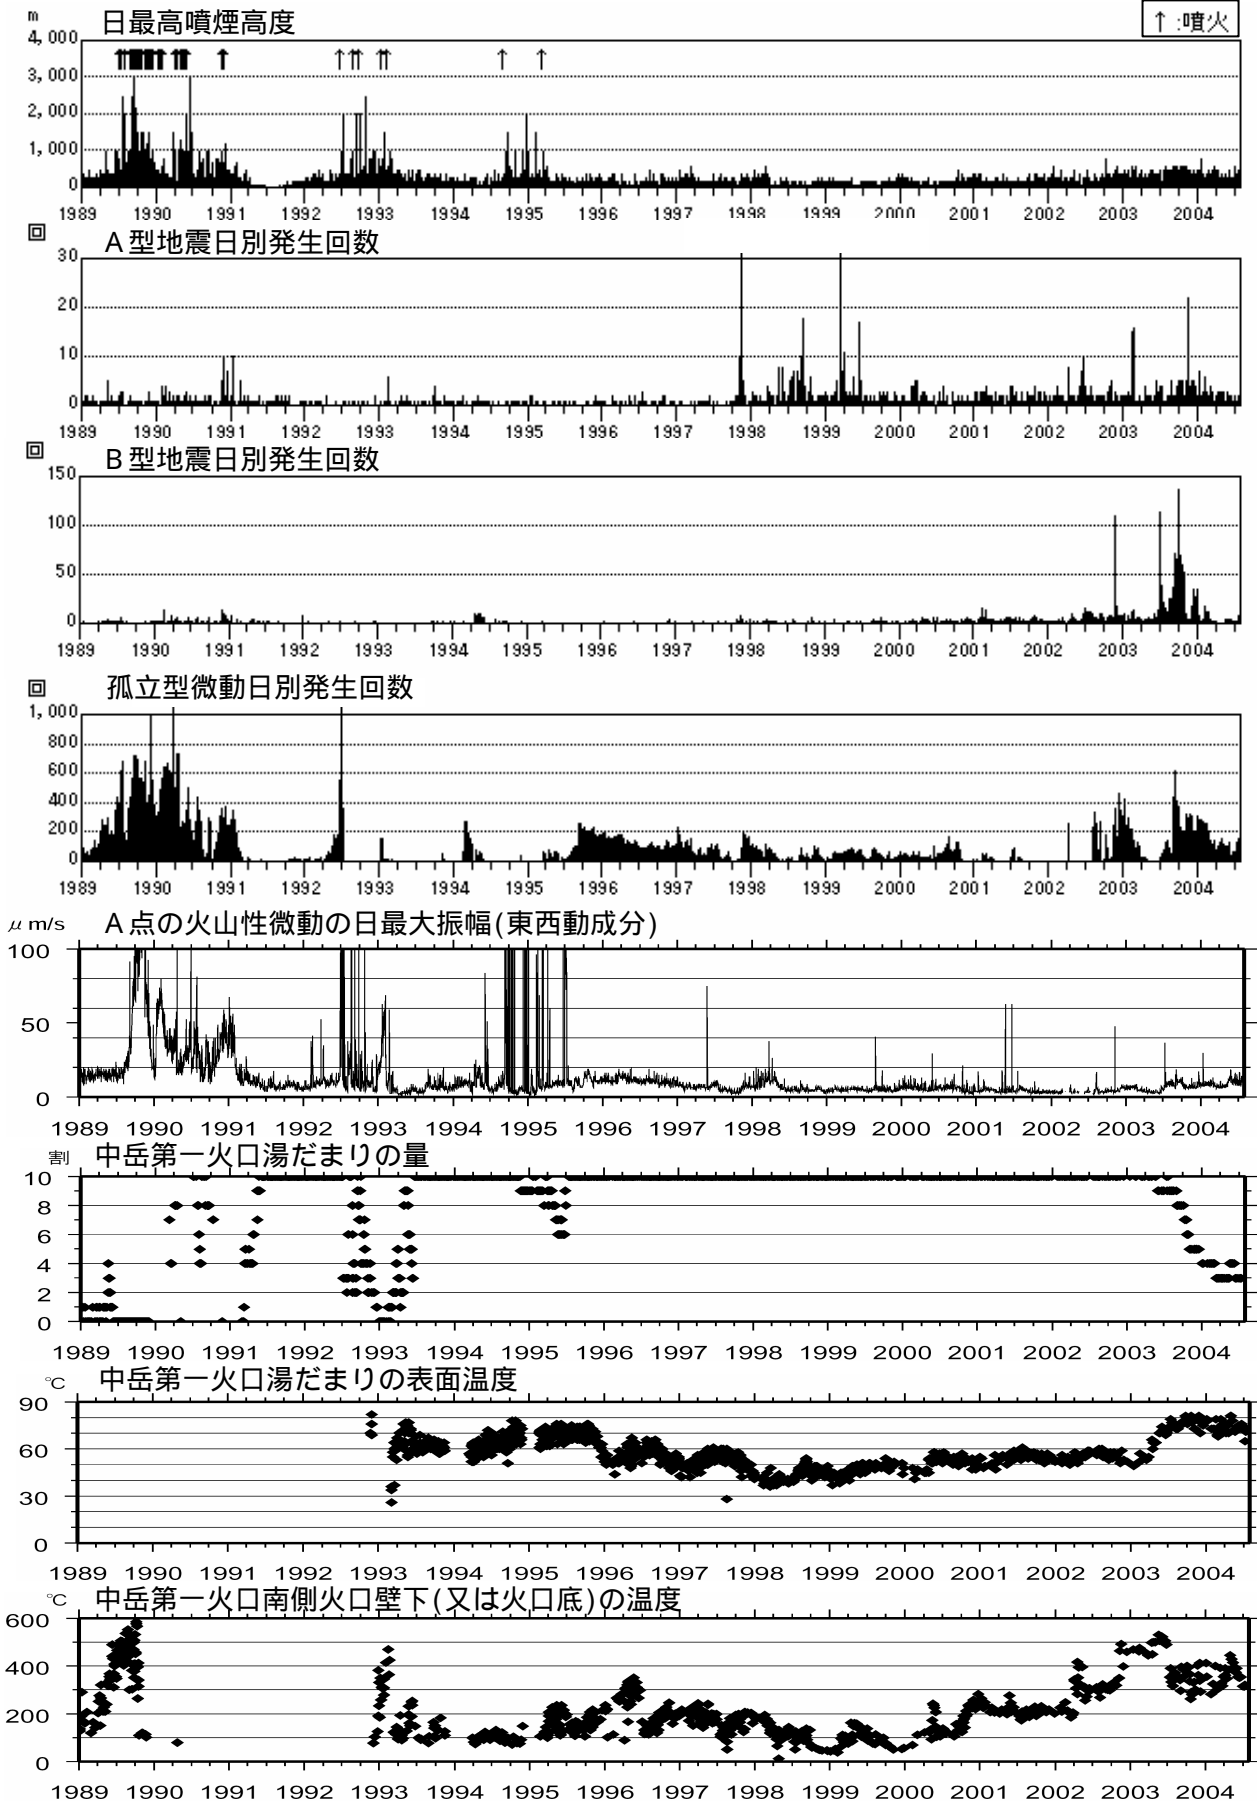 m 日最高噴煙高度
↑:噴火
4,000
3,000
2,000
1,000
0
1989 1990 1991 1992 1993 1994 1995 1996 1997 1998 1999 2000 2001 2002 2003 2004
回 A型地震日別発生回数
30
20
10
0
1989 1990 1991 1992 1993 1994 1995 1996 1997 1998 1999 2000 2001 2002 2003 2004
回 B型地震日別発生回数
150
100
50
0
1989 1990 1991 1992 1993 1994 1995 1996 1997 1998 1999 2000 2001 2002 2003 2004
回 孤立型微動日別発生回数
1,000
800
600
400
200
0
1989 1990 1991 1992 1993 1994 1995 1996 1997 1998 1999 2000 2001 2002 2003 2004
μm/s A点の火山性微動の日最大振幅(東西動成分)
100
50
0
1989 1990 1991 1992 1993 1994 1995 1996 1997 1998 1999 2000 2001 2002 2003 2004
割 中岳第一火口湯だまりの量
10
8
6
4
2
0
1989 1990 1991 1992 1993 1994 1995 1996 1997 1998 1999 2000 2001 2002 2003 2004
℃ 中岳第一火口湯だまりの表面温度
90
60
30
0
1989 1990 1991 1992 1993 1994 1995 1996 1997 1998 1999 2000 2001 2002 2003 2004
℃ 中岳第一火口南側火口壁下(又は火口底)の温度
600
400
200
0
1989 1990 1991 1992 1993 1994 1995 1996 1997 1998 1999 2000 2001 2002 2003 2004